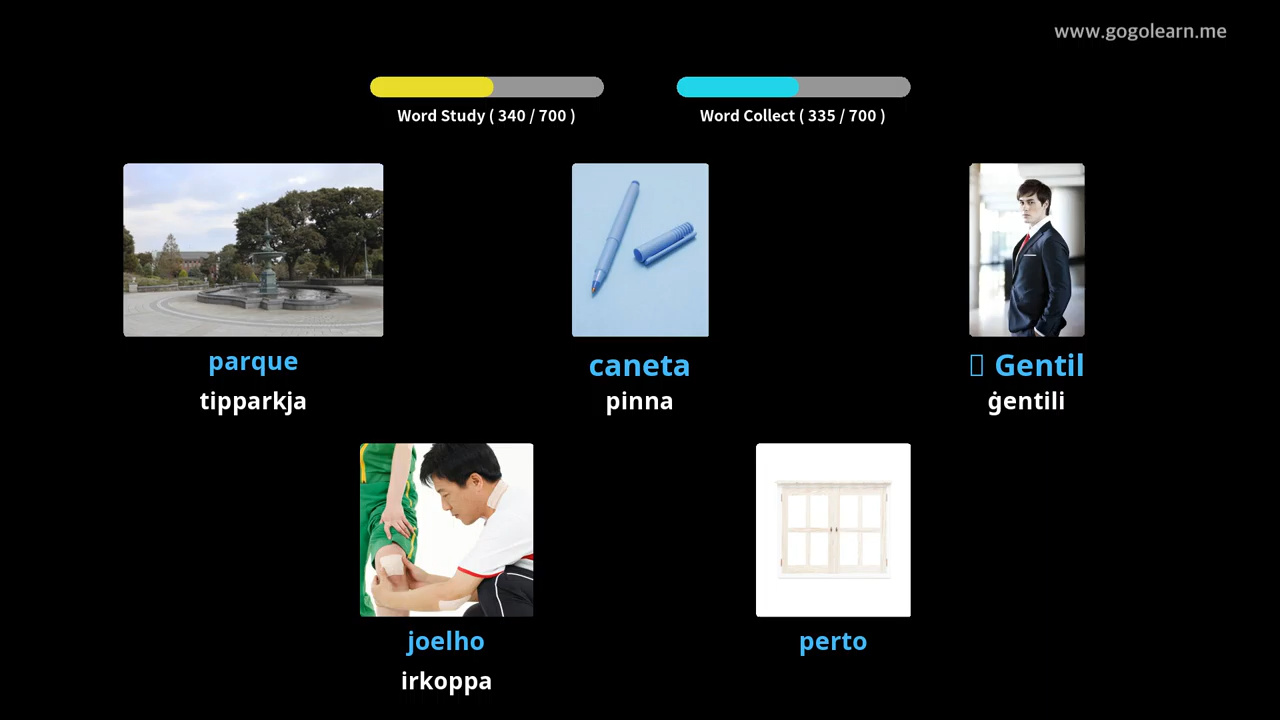 www.gogolearn.me
Word Study ( 340 / 700 )
Word Collect ( 335 / 700 )
parque
tipparkja
caneta
pinna
Gentil
ġentili
joelho
irkoppa
perto